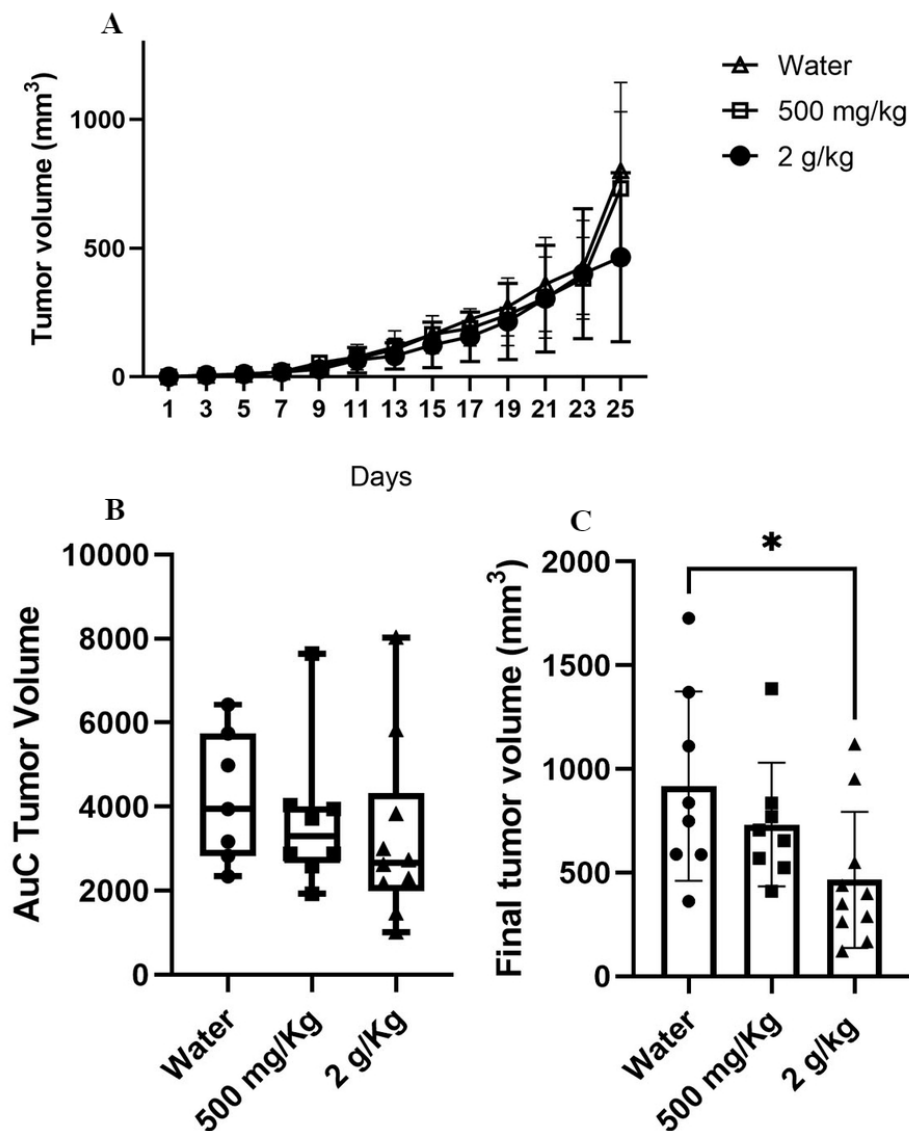 A
Tumor volume (mm³)
1000
500
0
1 3 5 7 9 11 13 15 17 19 21 23 25
Days
Water
500 mg/kg
2 g/kg
B
AuC Tumor Volume
10000
8000
6000
4000
2000
0
Water
500 mg/Kg
2 g/Kg
C
*
Final tumor volume (mm³)
2000
1500
1000
500
0
Water
500 mg/Kg
2 g/kg